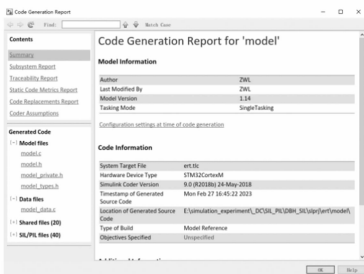 Code Generation Report
Find:
Match Case
Contents
Summary
Subsystem Report
Traceability Report
Static Code Metrics Report
Code Replacements Report
Coder Assumptions
Generated Code
[-] Model files
model.c
model.h
model_private.h
model_types.h
[-] Data files
model_data.c
[+] Shared files (20)
[+] SIL/PIL files (40)
Code Generation Report for 'model'
Model Information
Author ZWL
Last Modified By ZWL
Model Version 1.14
Tasking Mode SingleTasking
Configuration settings at time of code generation
Code Information
System Target File ert.tlc
Hardware Device Type STM32CortexM
Simulink Coder Version 9.0 (R2018b) 24-May-2018
Timestamp of Generated Source Code Mon Feb 27 16:45:22 2023
Location of Generated Source Code
Type of Build Model Reference
Objectives Specified Unspecified
OK
Help